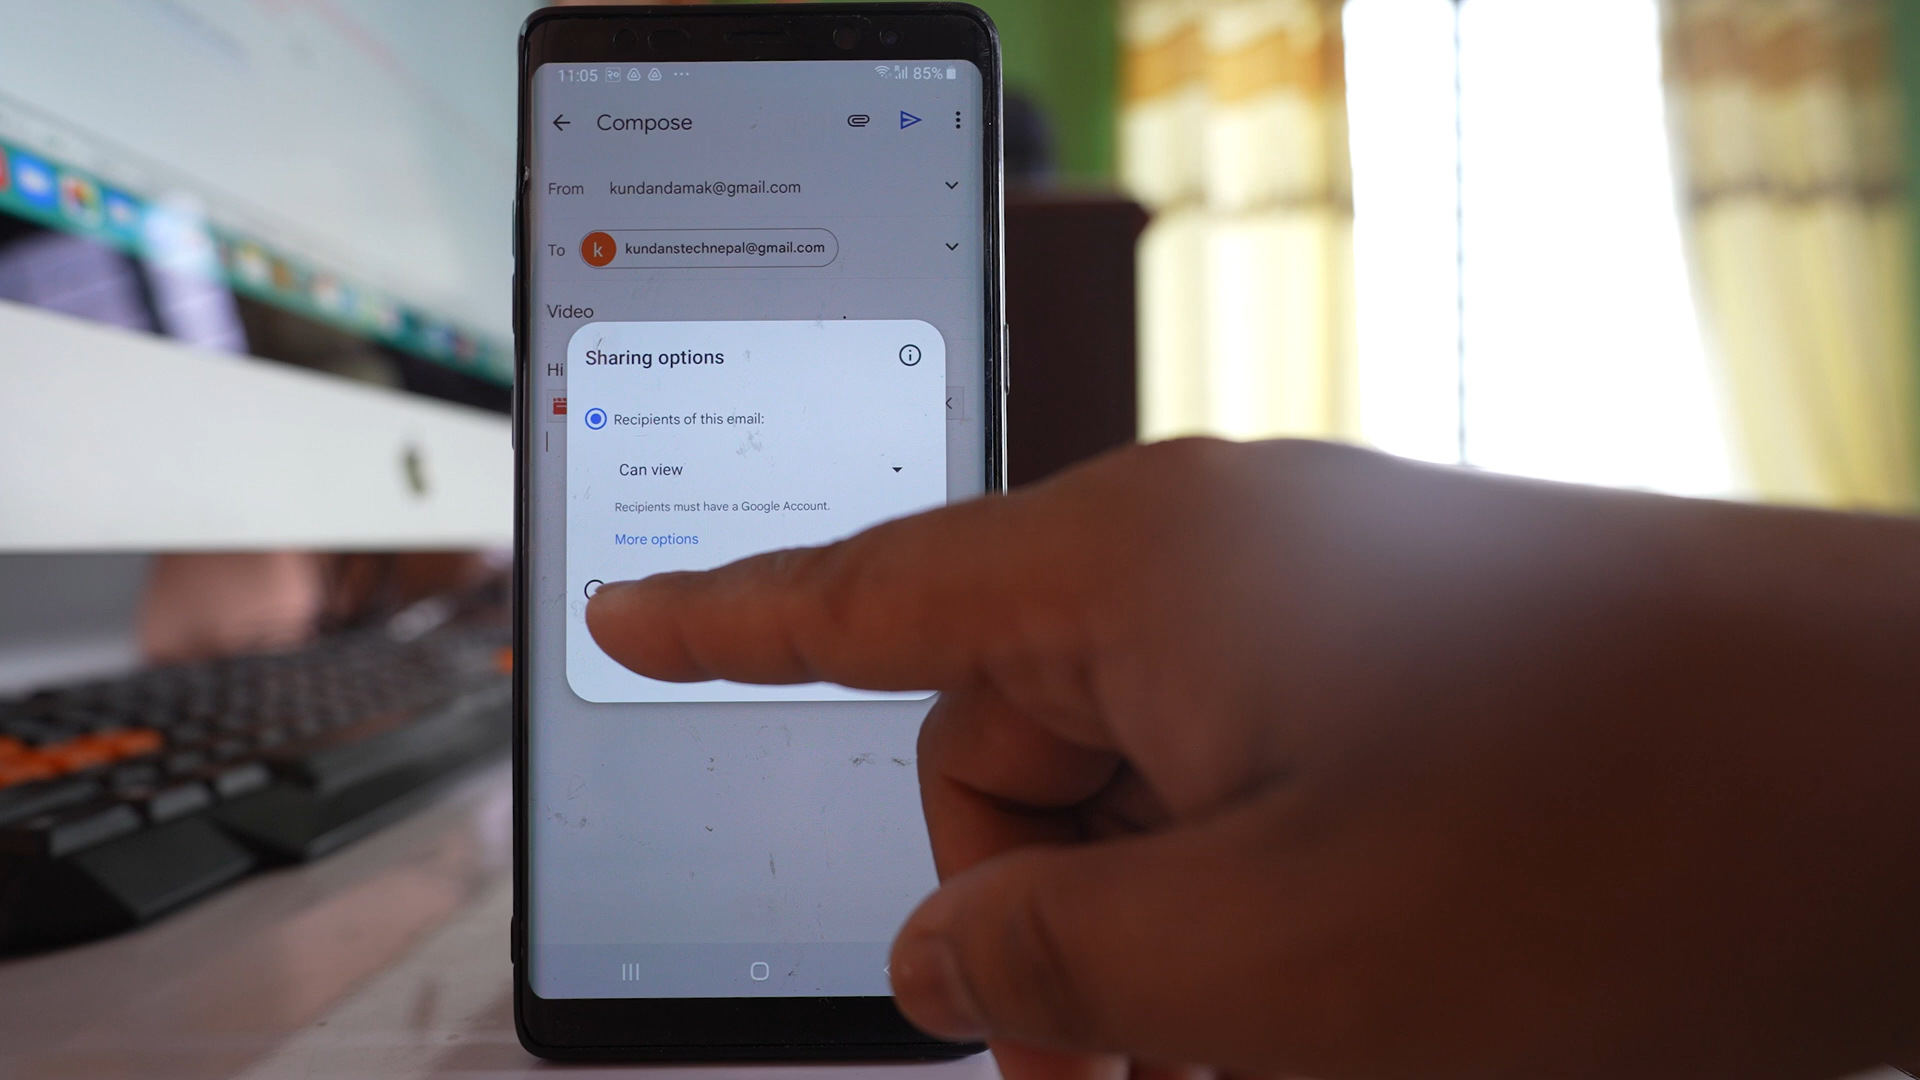 11:05 85%
Compose
From kundandamak@gmail.com
To k kundanstechnepal@gmail.com
Video
Hi
Sharing options
Recipients of this email:
Can view
Recipients must have a Google Account.
More options